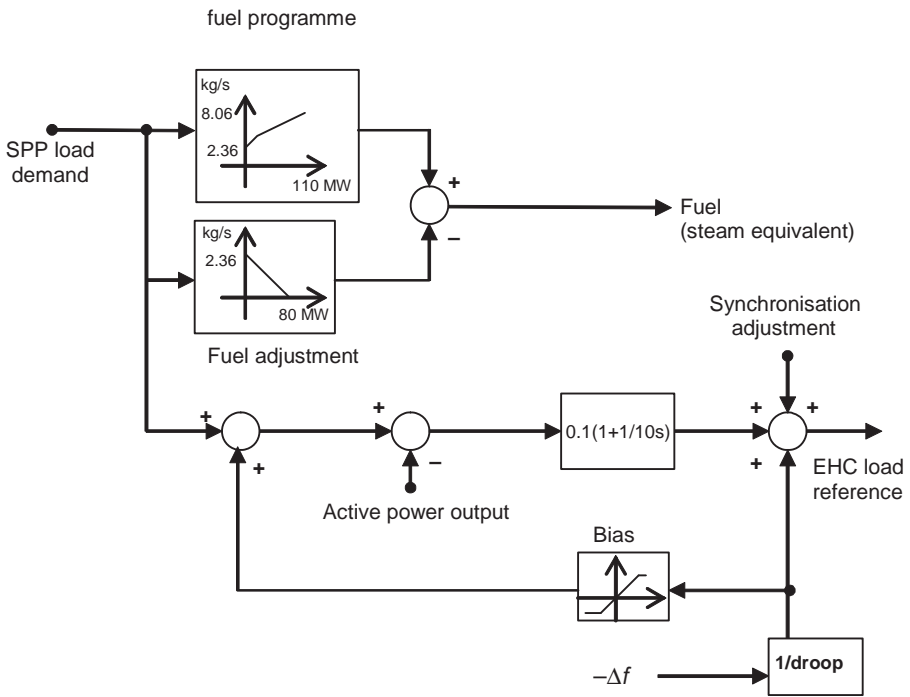 fuel programme
kg/s
8.06
2.36
110 MW
SPP load
demand
+
−
Fuel
(steam equivalent)
kg/s
2.36
80 MW
Fuel adjustment
Synchronisation
adjustment
+
+
+
−
0.1(1+1/10s)
+
+
+
EHC load
reference
Active power output
Bias
1/droop
−Δf